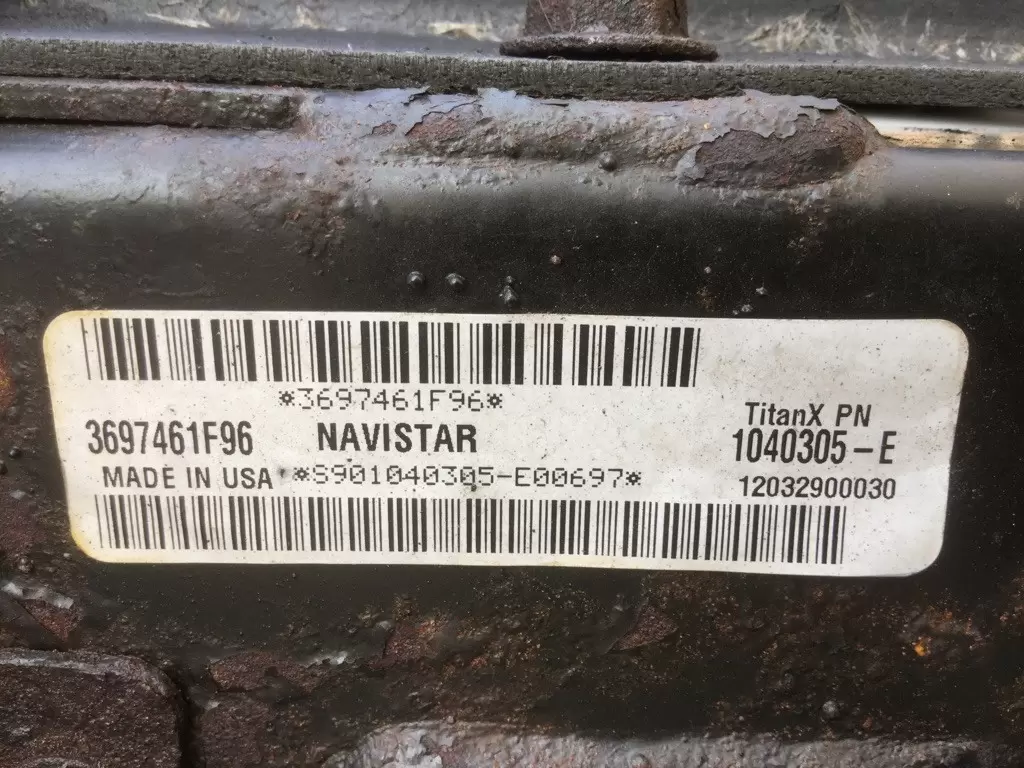 *3697461F96*
3697461F96 NAVISTAR
TitanX PN
1040305-E
MADE IN USA *S901040305-E00697*
12032900030